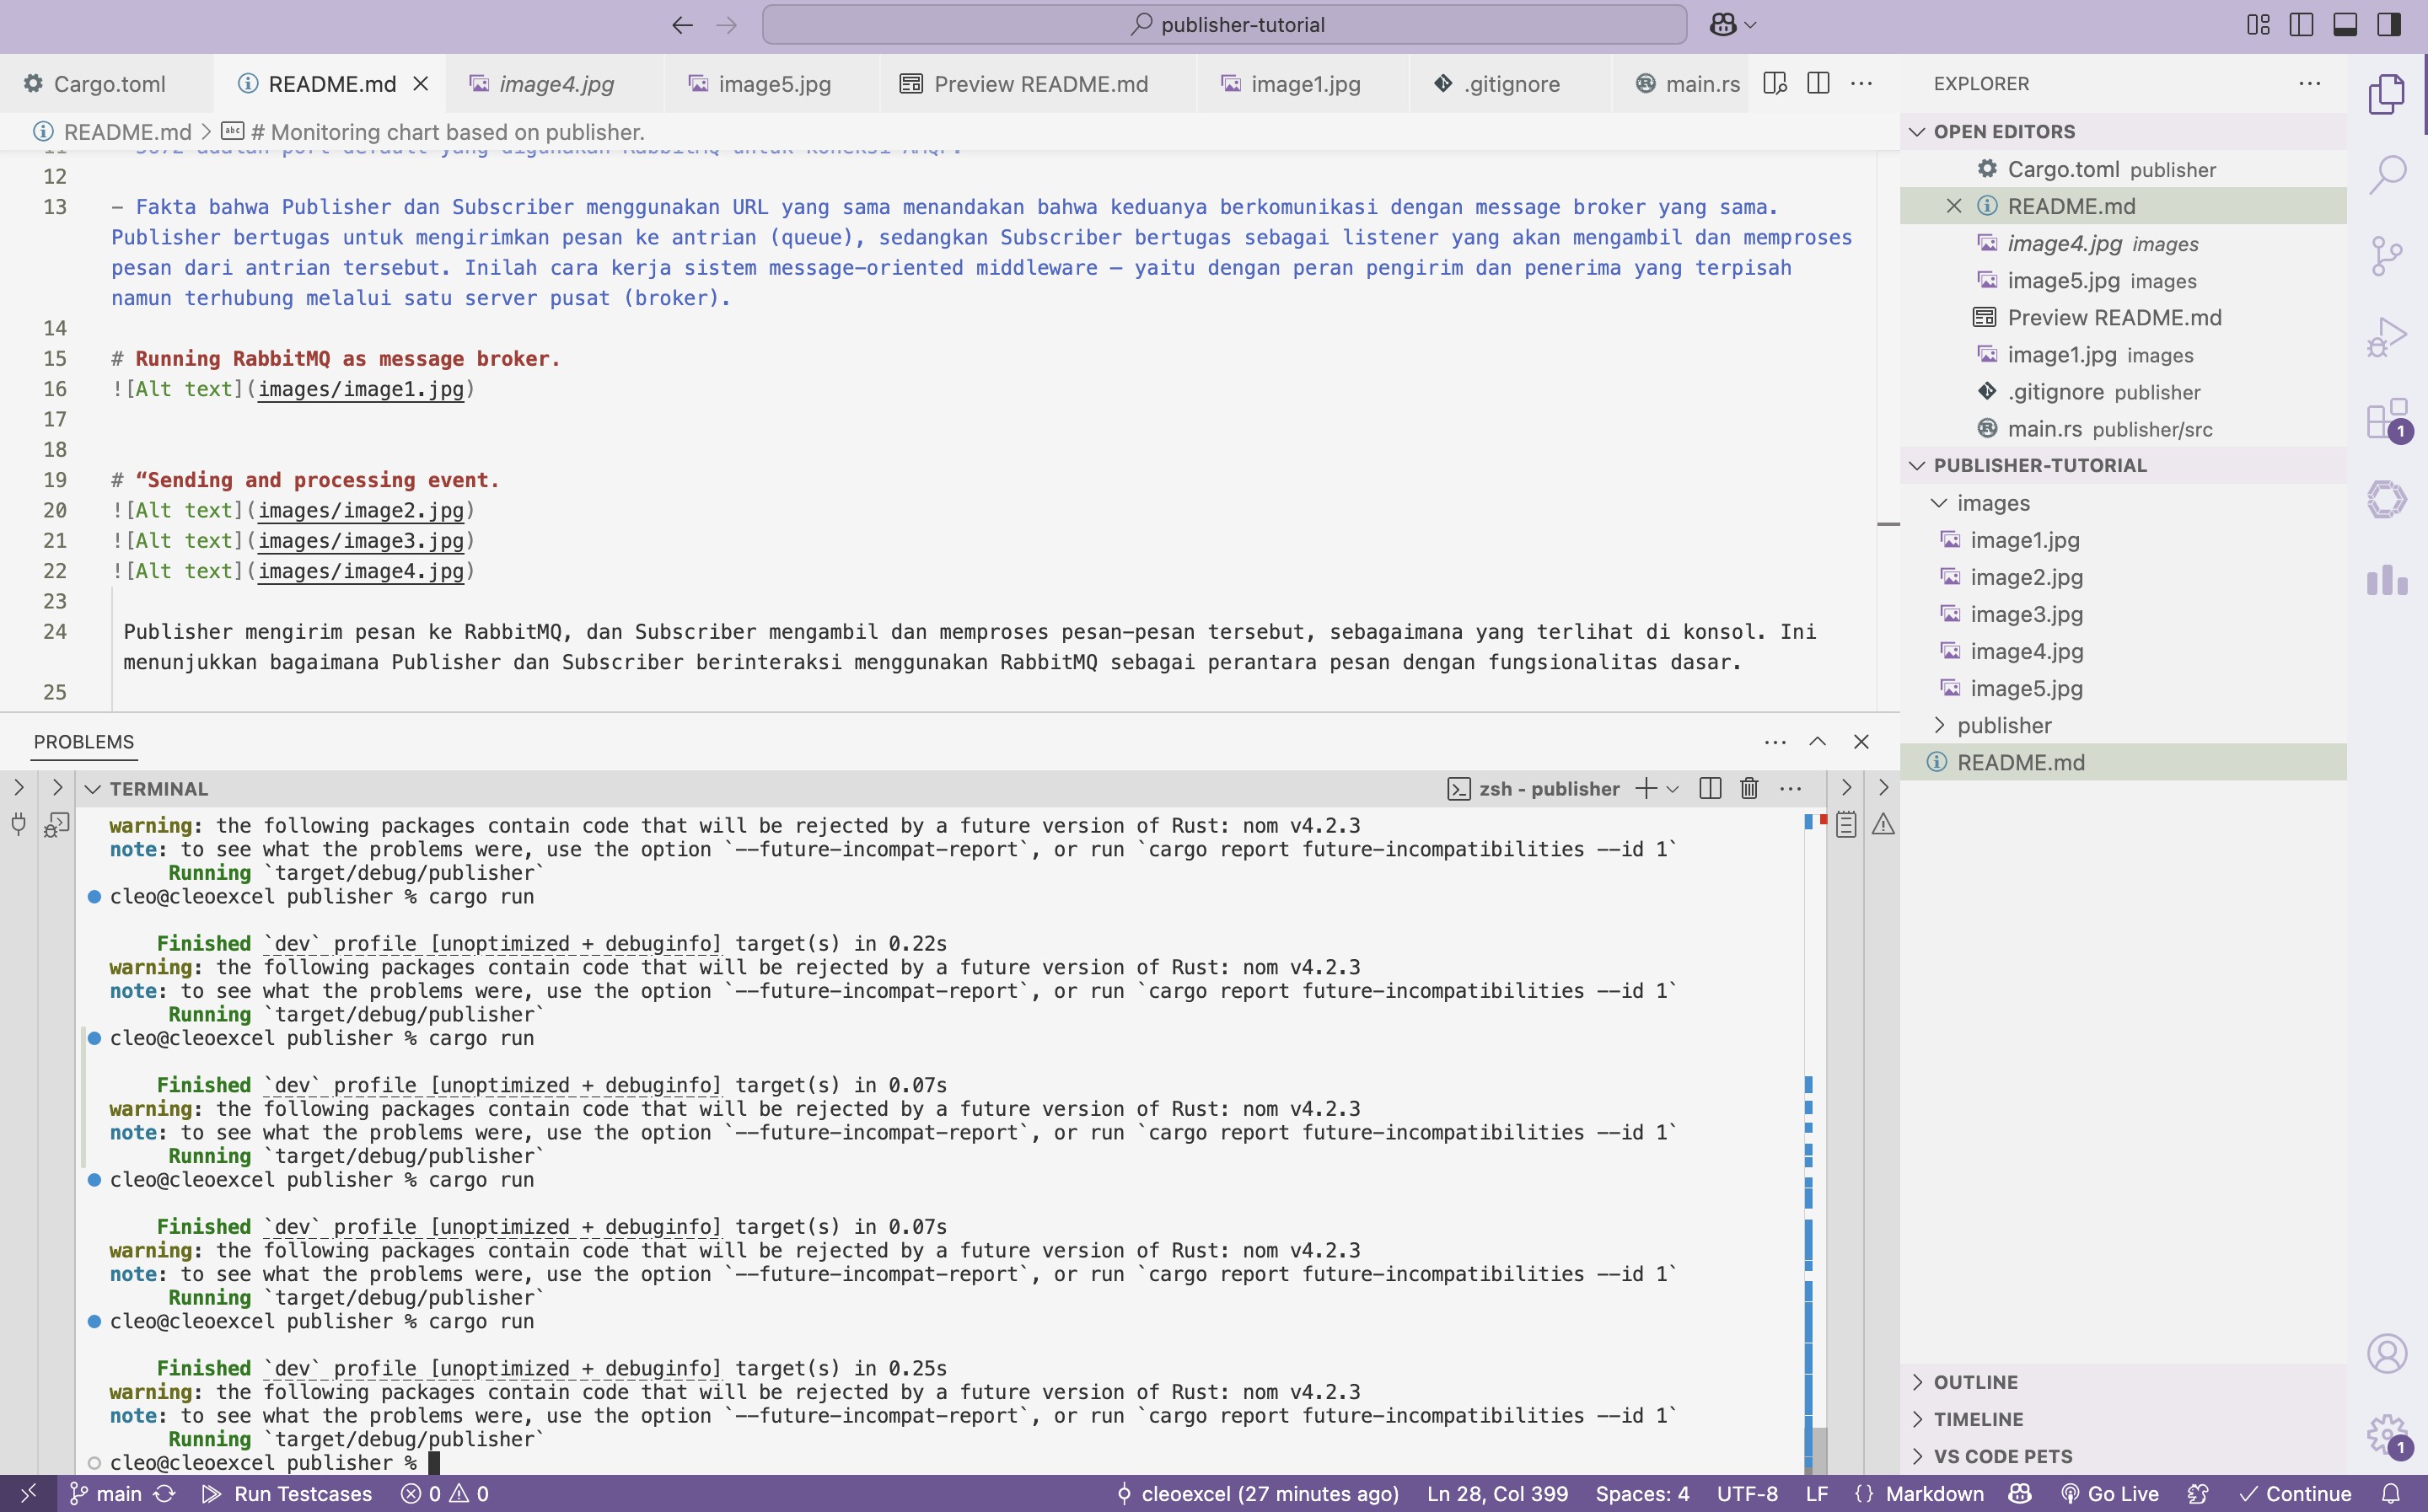 publisher-tutorial
Cargo.toml
README.md
image4.jpg
image5.jpg
Preview README.md
image1.jpg
.gitignore
main.rs
README.md > # Monitoring chart based on publisher.
12
13 - Fakta bahwa Publisher dan Subscriber menggunakan URL yang sama menandakan bahwa keduanya berkomunikasi dengan message broker yang sama.
Publisher bertugas untuk mengirimkan pesan ke antrian (queue), sedangkan Subscriber bertugas sebagai listener yang akan mengambil dan memproses
pesan dari antrian tersebut. Inilah cara kerja sistem message-oriented middleware — yaitu dengan peran pengirim dan penerima yang terpisah
namun terhubung melalui satu server pusat (broker).
14
15 # Running RabbitMQ as message broker.
16 ![Alt text](images/image1.jpg)
17
18
19 # “Sending and processing event.
20 ![Alt text](images/image2.jpg)
21 ![Alt text](images/image3.jpg)
22 ![Alt text](images/image4.jpg)
23
24 Publisher mengirim pesan ke RabbitMQ, dan Subscriber mengambil dan memproses pesan-pesan tersebut, sebagaimana yang terlihat di konsol. Ini
menunjukkan bagaimana Publisher dan Subscriber berinteraksi menggunakan RabbitMQ sebagai perantara pesan dengan fungsionalitas dasar.
25
PROBLEMS
TERMINAL
zsh - publisher
warning: the following packages contain code that will be rejected by a future version of Rust: nom v4.2.3
note: to see what the problems were, use the option `--future-incompat-report`, or run `cargo report future-incompatibilities --id 1`
Running `target/debug/publisher`
cleo@cleoexcel publisher % cargo run
Finished `dev` profile [unoptimized + debuginfo] target(s) in 0.22s
warning: the following packages contain code that will be rejected by a future version of Rust: nom v4.2.3
note: to see what the problems were, use the option `--future-incompat-report`, or run `cargo report future-incompatibilities --id 1`
Running `target/debug/publisher`
cleo@cleoexcel publisher % cargo run
Finished `dev` profile [unoptimized + debuginfo] target(s) in 0.07s
warning: the following packages contain code that will be rejected by a future version of Rust: nom v4.2.3
note: to see what the problems were, use the option `--future-incompat-report`, or run `cargo report future-incompatibilities --id 1`
Running `target/debug/publisher`
cleo@cleoexcel publisher % cargo run
Finished `dev` profile [unoptimized + debuginfo] target(s) in 0.07s
warning: the following packages contain code that will be rejected by a future version of Rust: nom v4.2.3
note: to see what the problems were, use the option `--future-incompat-report`, or run `cargo report future-incompatibilities --id 1`
Running `target/debug/publisher`
cleo@cleoexcel publisher % cargo run
Finished `dev` profile [unoptimized + debuginfo] target(s) in 0.25s
warning: the following packages contain code that will be rejected by a future version of Rust: nom v4.2.3
note: to see what the problems were, use the option `--future-incompat-report`, or run `cargo report future-incompatibilities --id 1`
Running `target/debug/publisher`
cleo@cleoexcel publisher %
EXPLORER
OPEN EDITORS
Cargo.toml publisher
README.md
image4.jpg images
image5.jpg images
Preview README.md
image1.jpg images
.gitignore publisher
main.rs publisher/src
PUBLISHER-TUTORIAL
images
image1.jpg
image2.jpg
image3.jpg
image4.jpg
image5.jpg
publisher
README.md
OUTLINE
TIMELINE
VS CODE PETS
1
1
main
Run Testcases
0 0
cleoexcel (27 minutes ago)
Ln 28, Col 399
Spaces: 4
UTF-8
LF
{} Markdown
Go Live
Continue